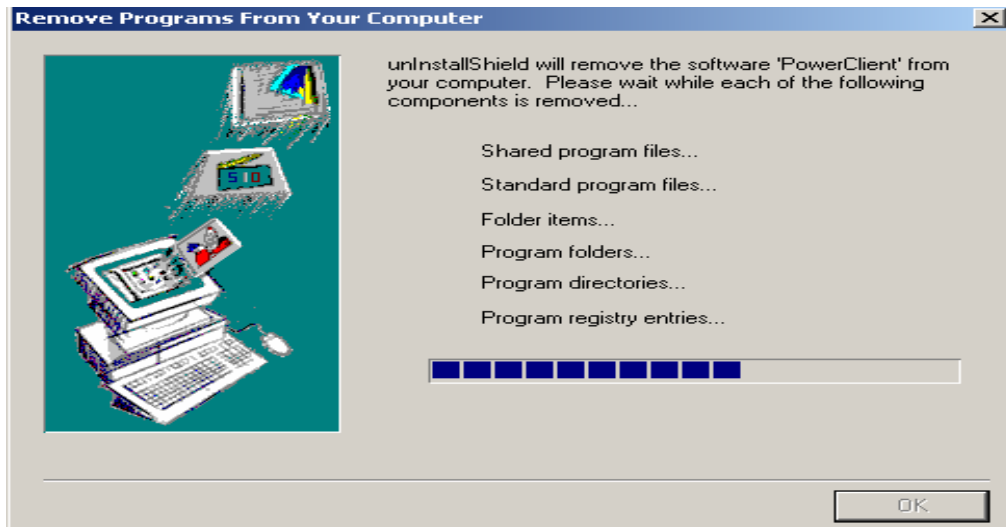 Remove Programs From Your Computer
unInstallShield will remove the software 'PowerClient' from
your computer.  Please wait while each of the following
components is removed...
Shared program files...
Standard program files...
Folder items...
Program folders...
Program directories...
Program registry entries...
OK